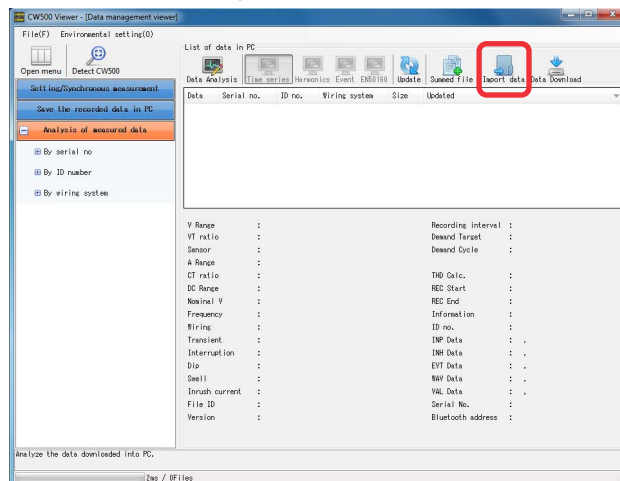 CW500 Viewer - [Data management viewer]
File(F) Environmental setting(O)
Open menu Detect CW500
Setting/Synchronous measurement
Save the recorded data in PC
Analysis of measured data
By serial no
By ID number
By wiring system
List of data in PC
Data Analysis Time series Harmonics Event EN50160 Update Summed file Import data Data Download
Data Serial no. ID no. Wiring system Size Updated
V Range : Recording interval :
VT ratio : Demand Target :
Sensor : Demand Cycle :
A Range :
CT ratio : THD Calc. :
DC Range : REC Start :
Nominal V : REC End :
Frequency : Information :
Wiring : ID no. :
Transient : INP Data : .
Interruption : INH Data : .
Dip : EVT Data : .
Swell : WAV Data : .
Inrush current : VAL Data : .
File ID : Serial No. :
Version : Bluetooth address :
Analyze the data downloaded into PC.
2ms / 0Files